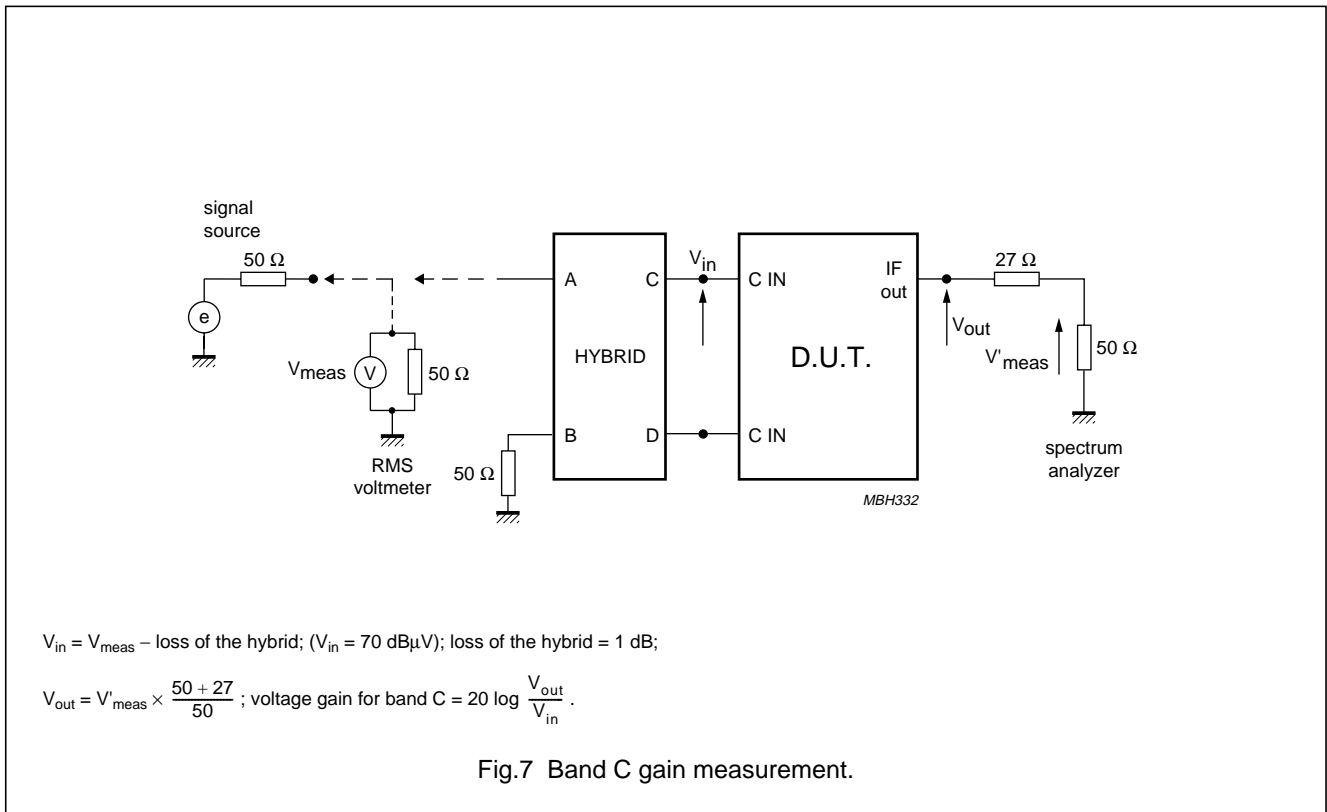 signal
source
50 Ω
e
V_meas
V
50 Ω
RMS
voltmeter
A
C
HYBRID
B
D
50 Ω
V_in
C IN
IF
out
D.U.T.
C IN
MBH332
27 Ω
V_out
V'_meas
50 Ω
spectrum
analyzer
V_in = V_meas − loss of the hybrid; (V_in = 70 dBμV); loss of the hybrid = 1 dB;
V_out = V'_meas × (50 + 27)/50 ; voltage gain for band C = 20 log V_out/V_in .
Fig.7 Band C gain measurement.